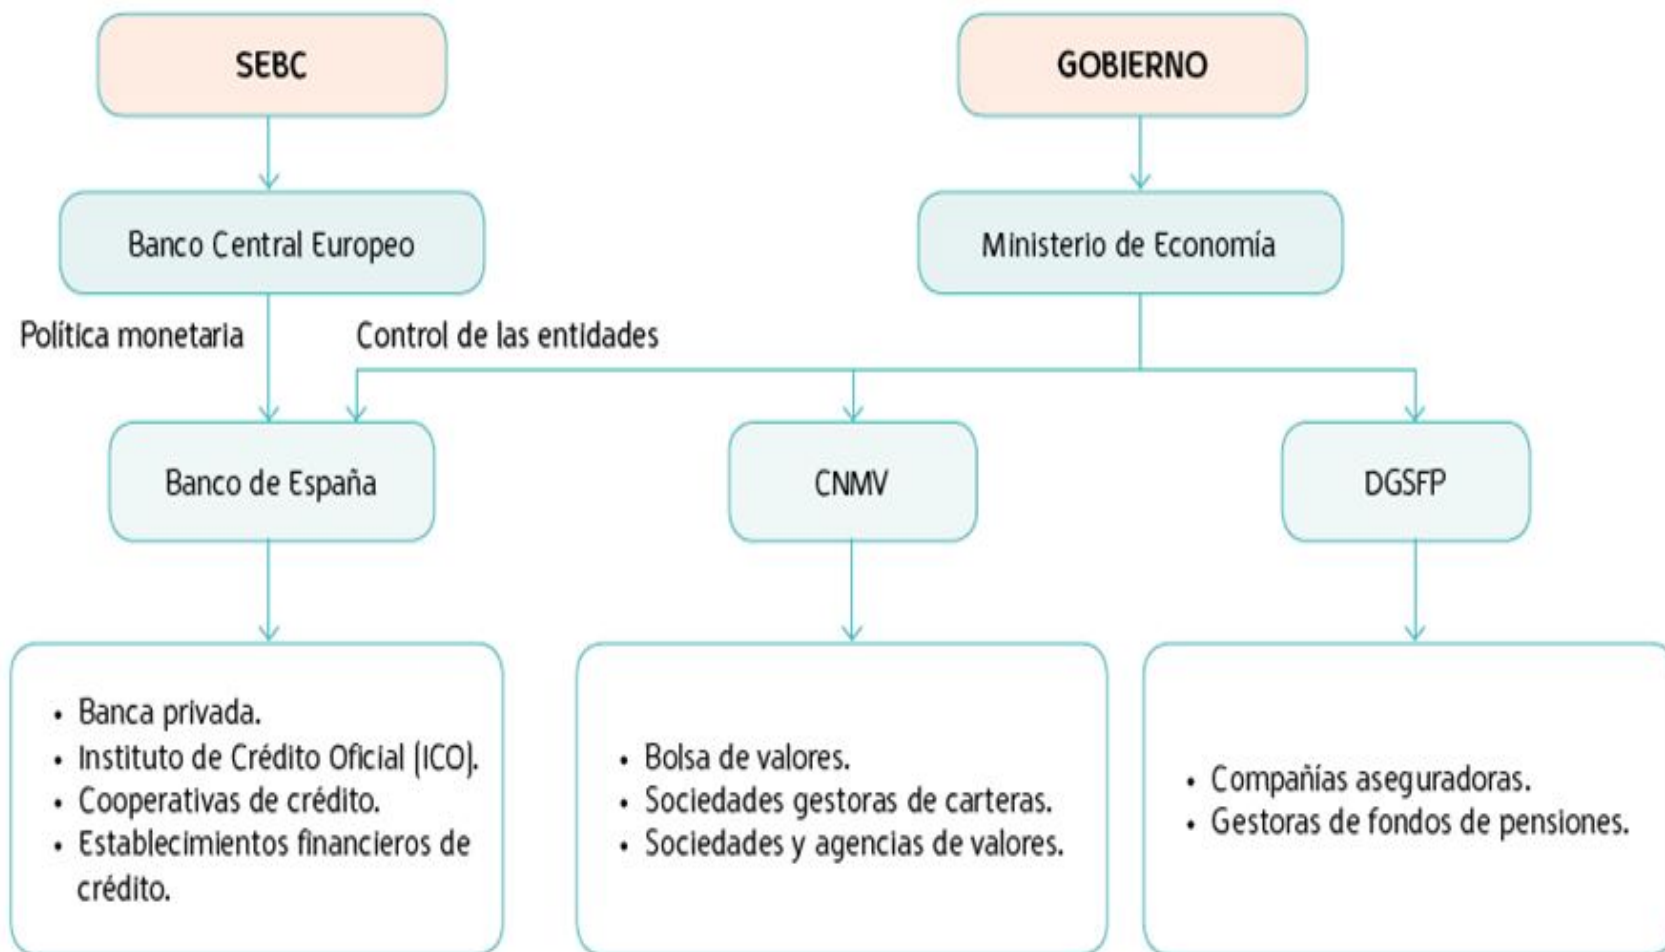 SEBC
GOBIERNO
Banco Central Europeo
Ministerio de Economía
Política monetaria
Control de las entidades
Banco de España
CNMV
DGSFP
• Banca privada.
• Instituto de Crédito Oficial (ICO).
• Cooperativas de crédito.
• Establecimientos financieros de
crédito.
• Bolsa de valores.
• Sociedades gestoras de carteras.
• Sociedades y agencias de valores.
• Compañías aseguradoras.
• Gestoras de fondos de pensiones.